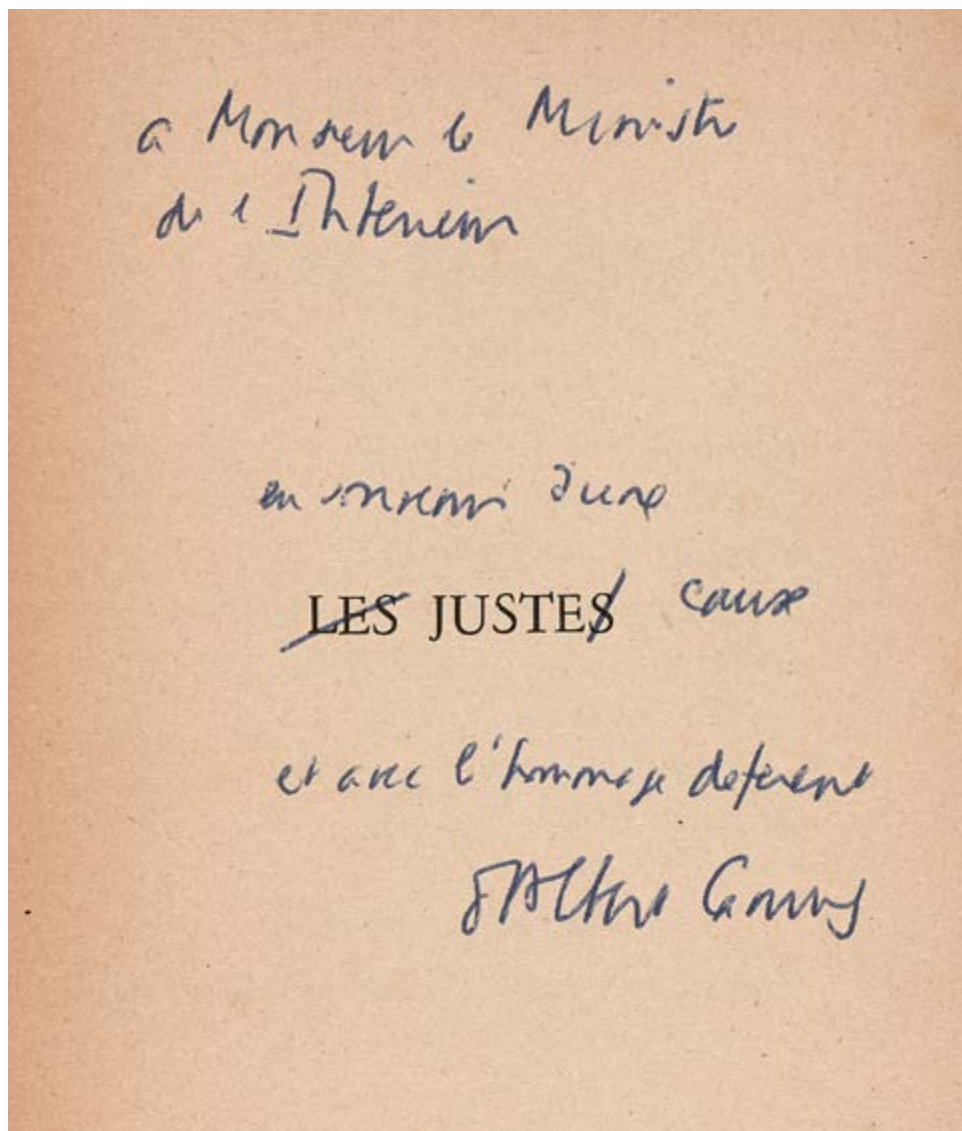 a Monsieur le Ministre
de l'Intérieur
en souvenir d'une
LES JUSTES cause
et avec l'hommage déférent
d'Albert Camus